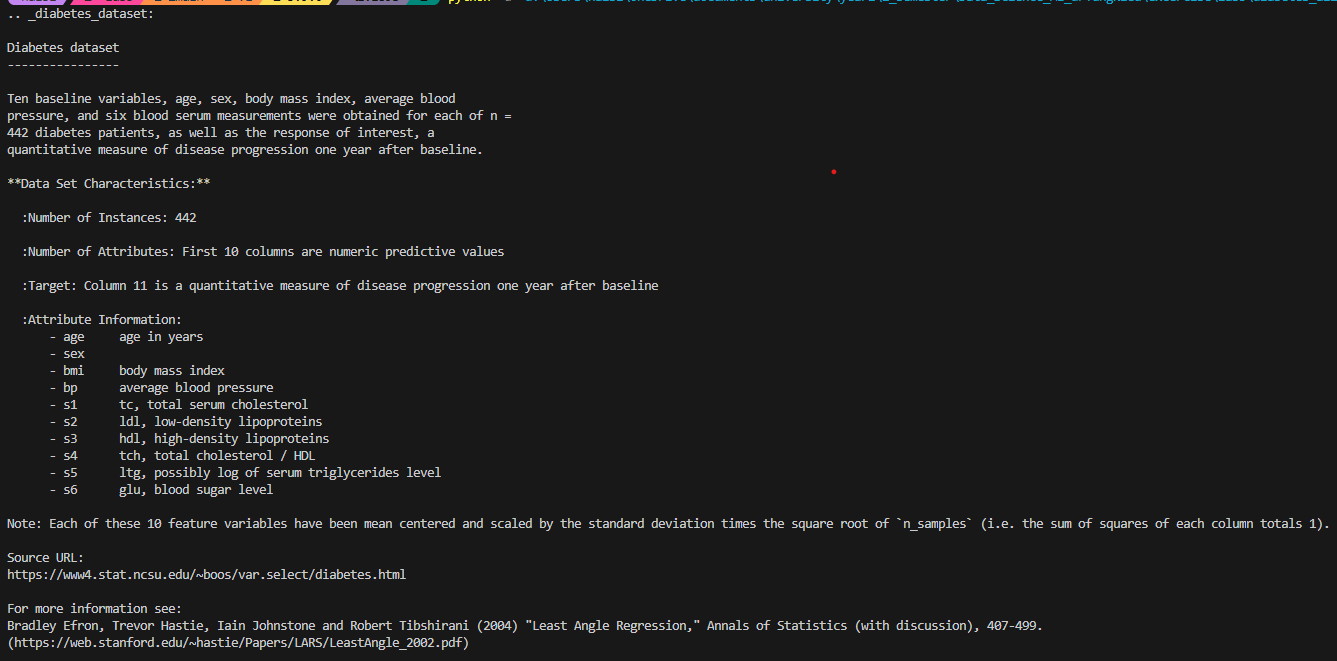 .. _diabetes_dataset:
Diabetes dataset
----------------
Ten baseline variables, age, sex, body mass index, average blood
pressure, and six blood serum measurements were obtained for each of n =
442 diabetes patients, as well as the response of interest, a
quantitative measure of disease progression one year after baseline.
**Data Set Characteristics:**
:Number of Instances: 442
:Number of Attributes: First 10 columns are numeric predictive values
:Target: Column 11 is a quantitative measure of disease progression one year after baseline
:Attribute Information:
- age     age in years
- sex
- bmi     body mass index
- bp      average blood pressure
- s1      tc, total serum cholesterol
- s2      ldl, low-density lipoproteins
- s3      hdl, high-density lipoproteins
- s4      tch, total cholesterol / HDL
- s5      ltg, possibly log of serum triglycerides level
- s6      glu, blood sugar level
Note: Each of these 10 feature variables have been mean centered and scaled by the standard deviation times the square root of `n_samples` (i.e. the sum of squares of each column totals 1).
Source URL:
https://www4.stat.ncsu.edu/~boos/var.select/diabetes.html
For more information see:
Bradley Efron, Trevor Hastie, Iain Johnstone and Robert Tibshirani (2004) "Least Angle Regression," Annals of Statistics (with discussion), 407-499.
(https://web.stanford.edu/~hastie/Papers/LARS/LeastAngle_2002.pdf)